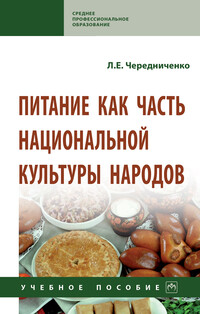 СРЕДНЕЕ
ПРОФЕССИОНАЛЬНОЕ
ОБРАЗОВАНИЕ
Л.Е. Чередниченко
ПИТАНИЕ КАК ЧАСТЬ
НАЦИОНАЛЬНОЙ
КУЛЬТУРЫ НАРОДОВ
УЧЕБНОЕ ПОСОБИЕ